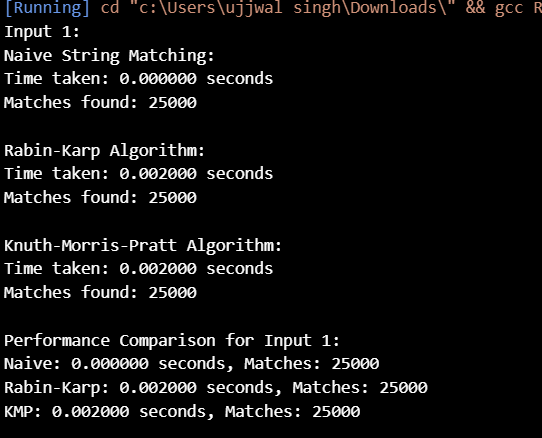 [Running] cd "c:\Users\ujjwal singh\Downloads\" && gcc R
Input 1:
Naive String Matching:
Time taken: 0.000000 seconds
Matches found: 25000
Rabin-Karp Algorithm:
Time taken: 0.002000 seconds
Matches found: 25000
Knuth-Morris-Pratt Algorithm:
Time taken: 0.002000 seconds
Matches found: 25000
Performance Comparison for Input 1:
Naive: 0.000000 seconds, Matches: 25000
Rabin-Karp: 0.002000 seconds, Matches: 25000
KMP: 0.002000 seconds, Matches: 25000